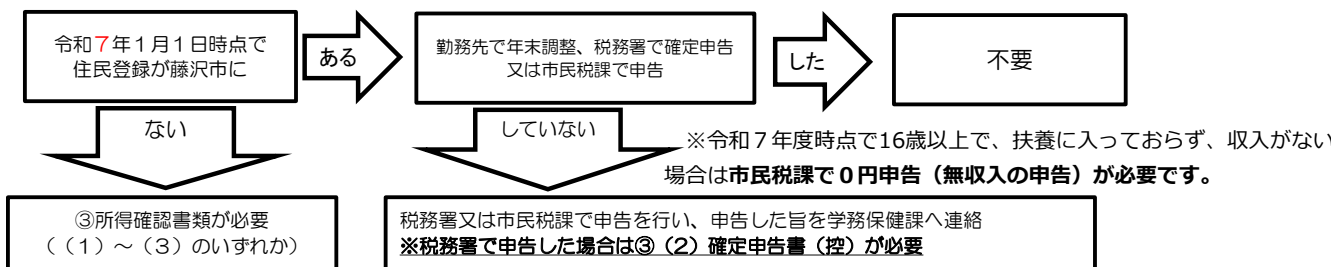 令和７年１月１日時点で
住民登録が藤沢市に
ある
勤務先で年末調整、税務署で確定申告
又は市民税課で申告
した
不要
ない
していない
※令和７年度時点で16歳以上で、扶養に入っておらず、収入がない
場合は市民税課で０円申告（無収入の申告）が必要です。
③所得確認書類が必要
（（１）～（３）のいずれか）
税務署又は市民税課で申告を行い、申告した旨を学務保健課へ連絡
※税務署で申告した場合は③（２）確定申告書（控）が必要